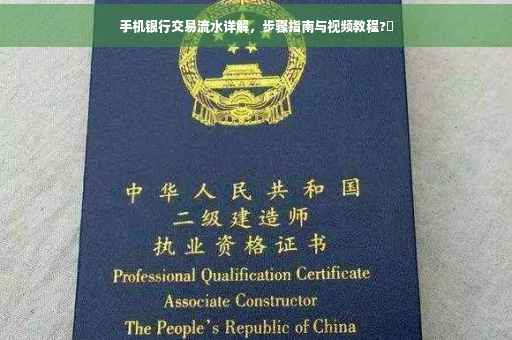 手机银行交易流水详解，步骤指南与视频教程?
中华人民共和国
二级建造师
执业资格证书
Professional Qualification Certificate
Associate Constructor
The People's Republic of China